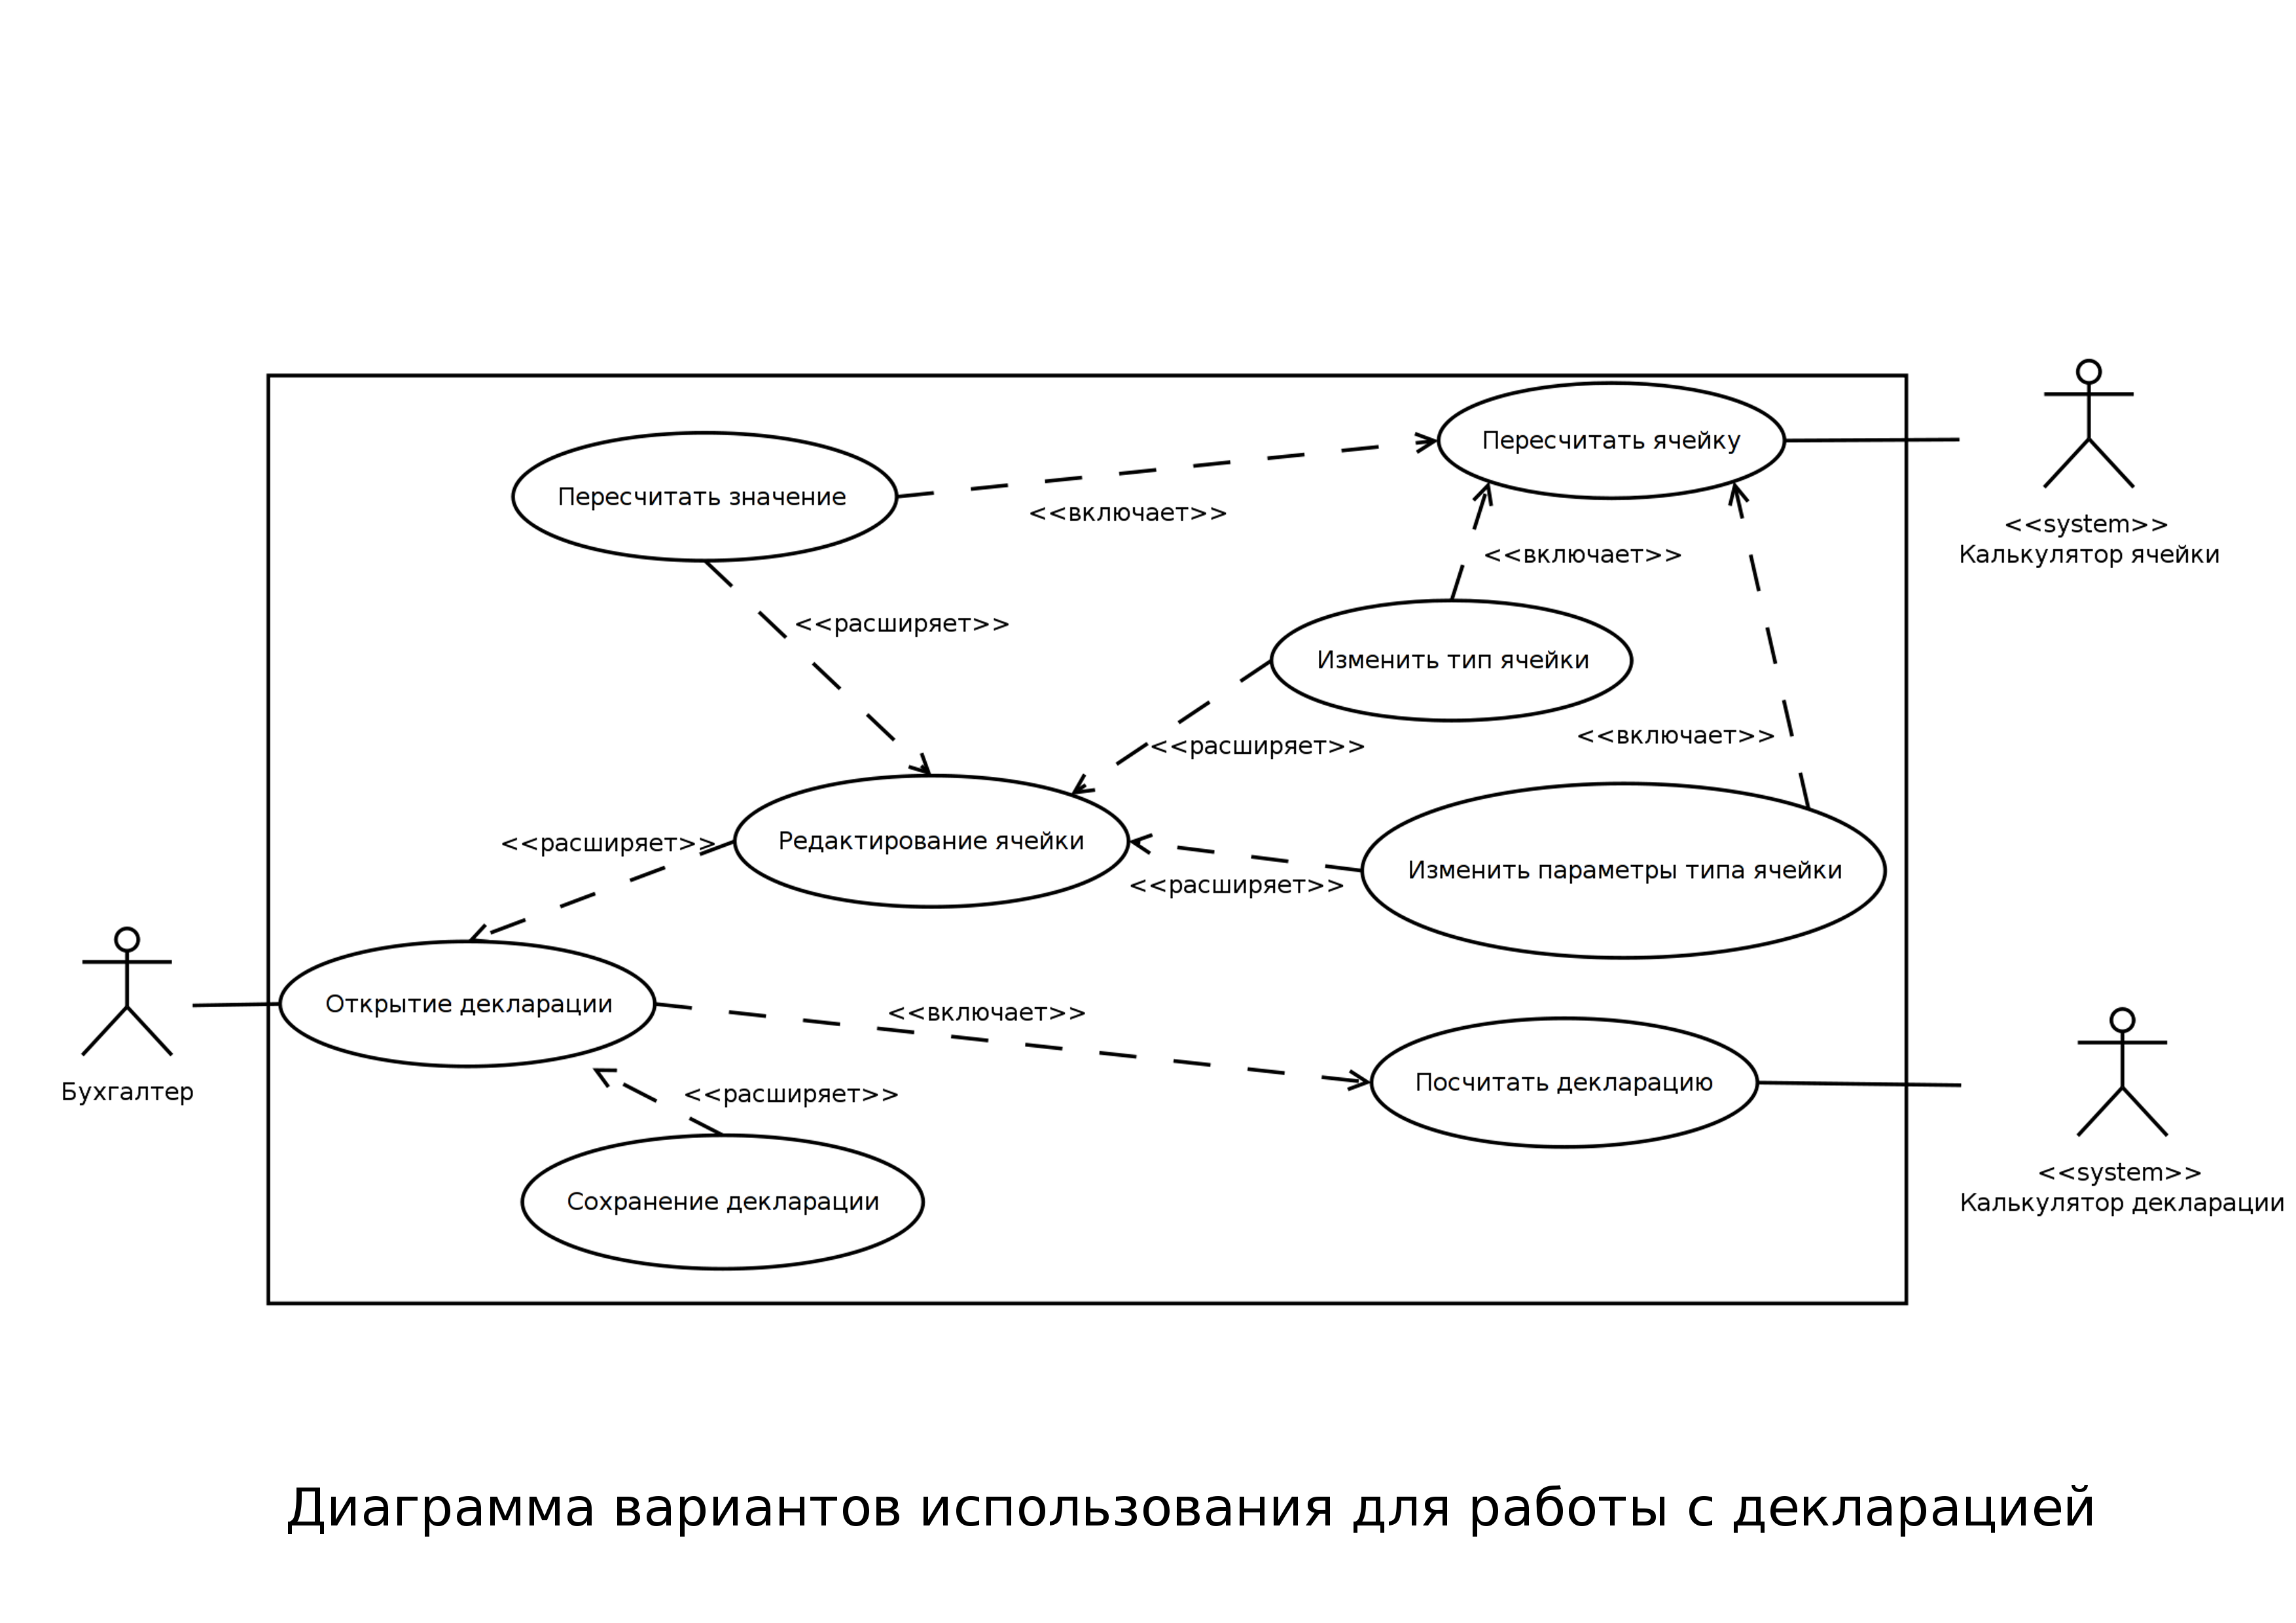 Пересчитать ячейку
Пересчитать значение
<<включает>>
<<system>>
Калькулятор ячейки
<<включает>>
<<расширяет>>
Изменить тип ячейки
<<включает>>
<<расширяет>>
Редактирование ячейки
<<расширяет>>
Изменить параметры типа ячейки
<<расширяет>>
Открытие декларации
<<включает>>
Бухгалтер
<<расширяет>>
Посчитать декларацию
<<system>>
Калькулятор декларации
Сохранение декларации
Диаграмма вариантов использования для работы с декларацией